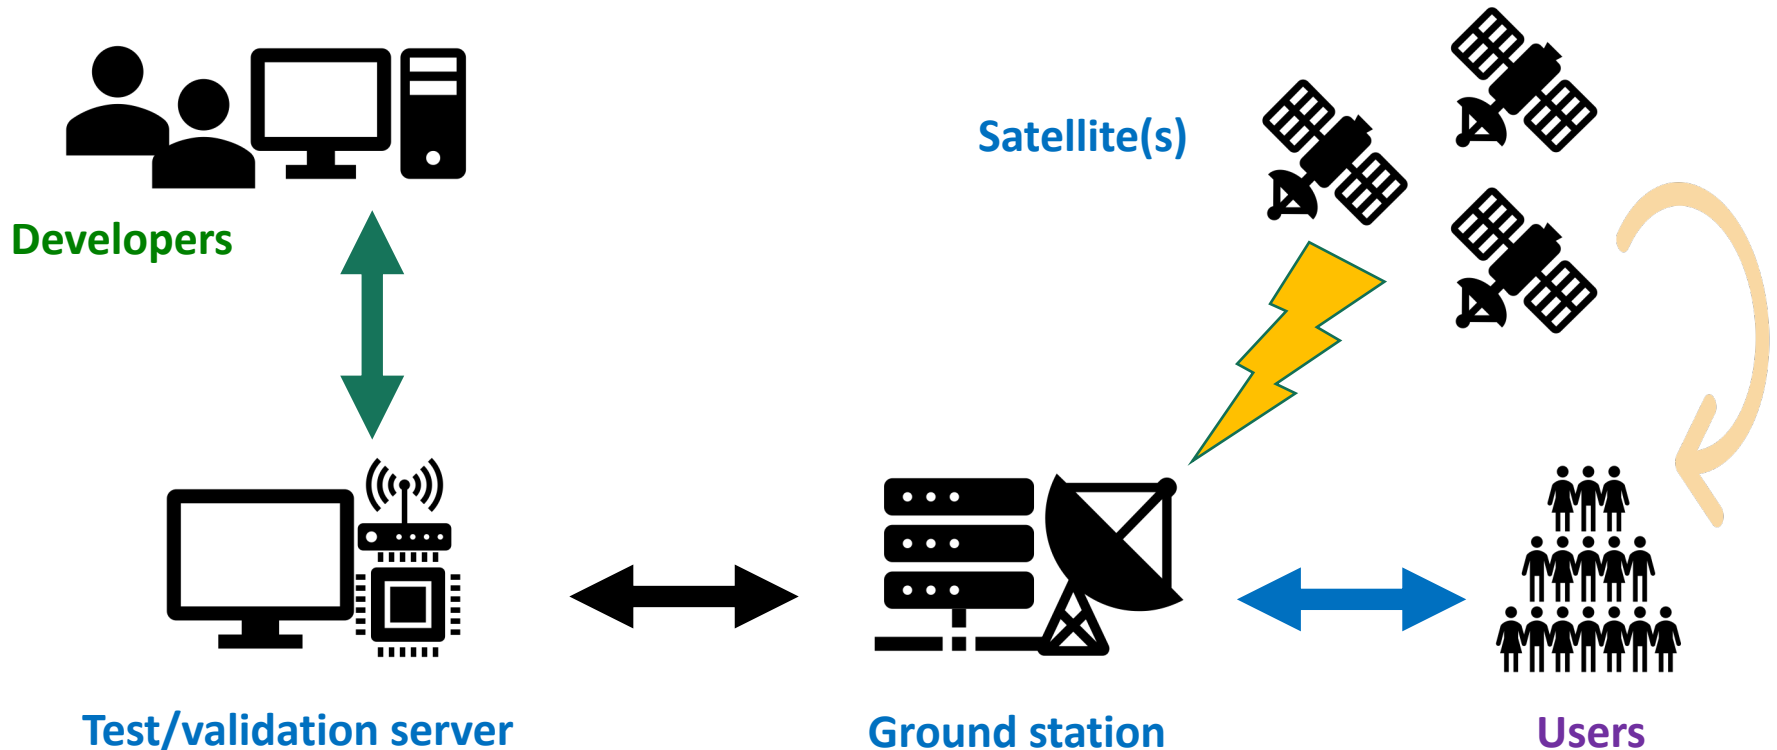 Satellite(s)
Developers
Test/validation server
Ground station
Users